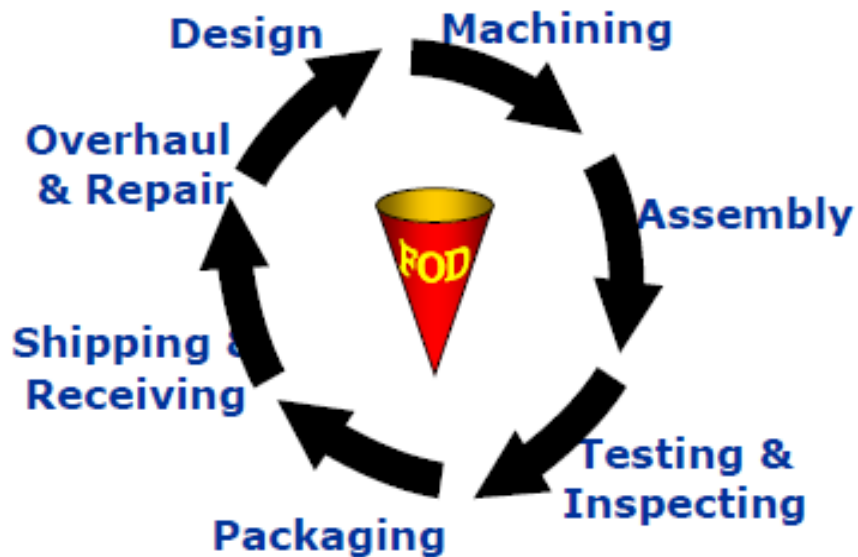 Design
Machining
Overhaul
& Repair
Assembly
FOD
Shipping &
Receiving
Testing &
Inspecting
Packaging